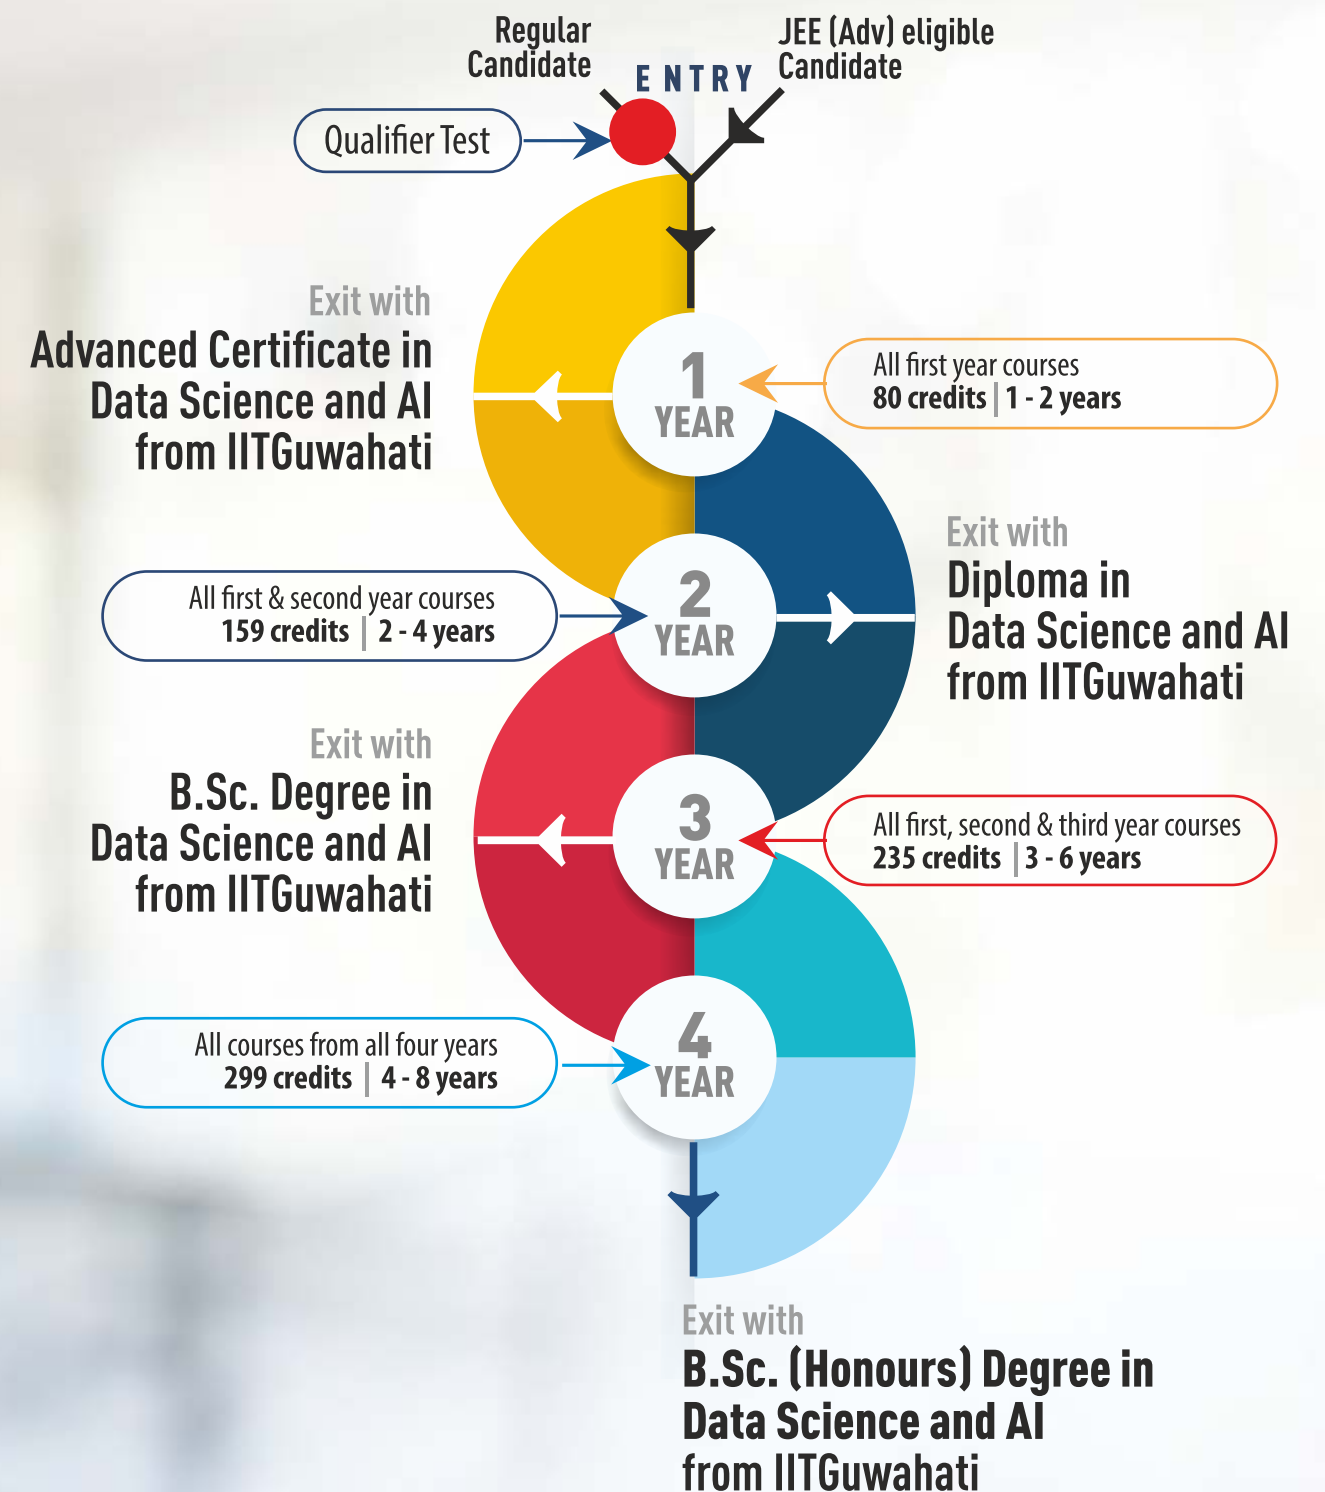 Regular
Candidate
ENTRY
JEE (Adv) eligible
Candidate
Qualifier Test
Exit with
Advanced Certificate in
Data Science and AI
from IITGuwahati
1
YEAR
All first year courses
80 credits | 1 - 2 years
Exit with
Diploma in
Data Science and AI
from IITGuwahati
All first & second year courses
159 credits | 2 - 4 years
2
YEAR
Exit with
B.Sc. Degree in
Data Science and AI
from IITGuwahati
3
YEAR
All first, second & third year courses
235 credits | 3 - 6 years
All courses from all four years
299 credits | 4 - 8 years
4
YEAR
Exit with
B.Sc. (Honours) Degree in
Data Science and AI
from IITGuwahati